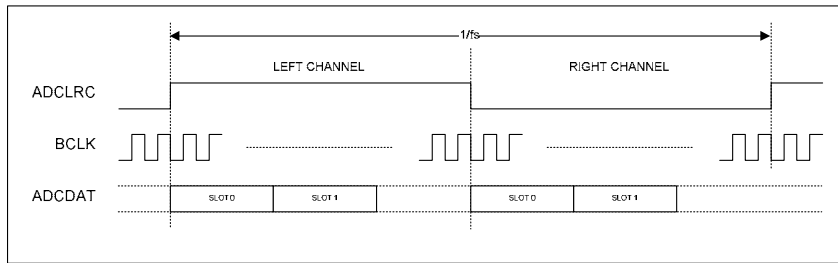 1/fs
LEFT CHANNEL RIGHT CHANNEL
ADCLRC
BCLK
ADCDAT
SLOT 0 SLOT 1 SLOT 0 SLOT 1